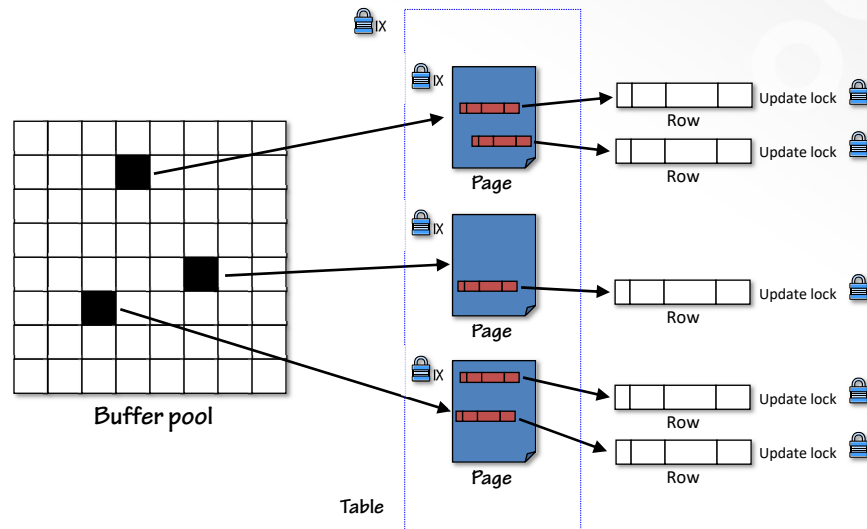 IX
IX
Update lock
Row
Update lock
Page
Row
IX
Update lock
Page
Row
IX
Update lock
Buffer pool
Row
Update lock
Page
Row
Table